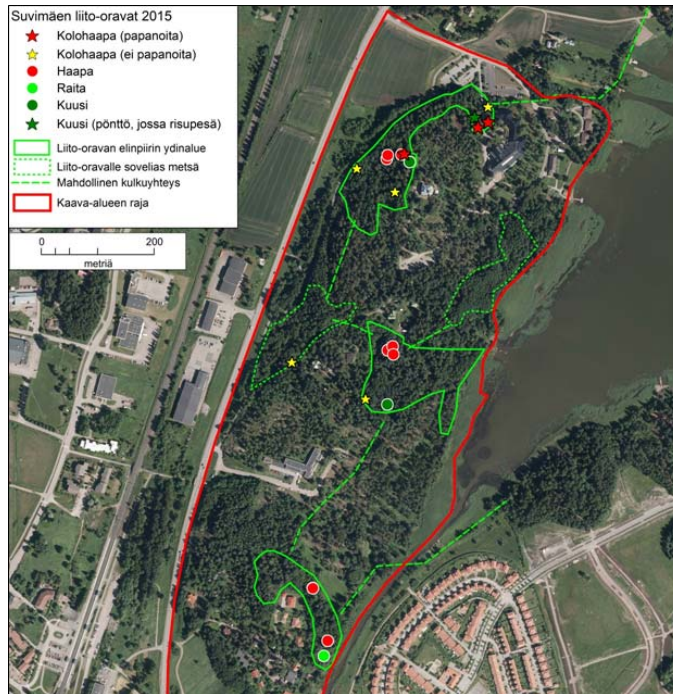 Suvimäen liito-oravat 2015
Kolohaapa (papanoita)
Kolohaapa (ei papanoita)
Haapa
Raita
Kuusi
Kuusi (pönttö, jossa risupesä)
Liito-oravan elinpiirin ydinalue
Liito-oravalle sovelias metsä
Mahdollinen kulkuyhteys
Kaava-alueen raja
0 200
metriä